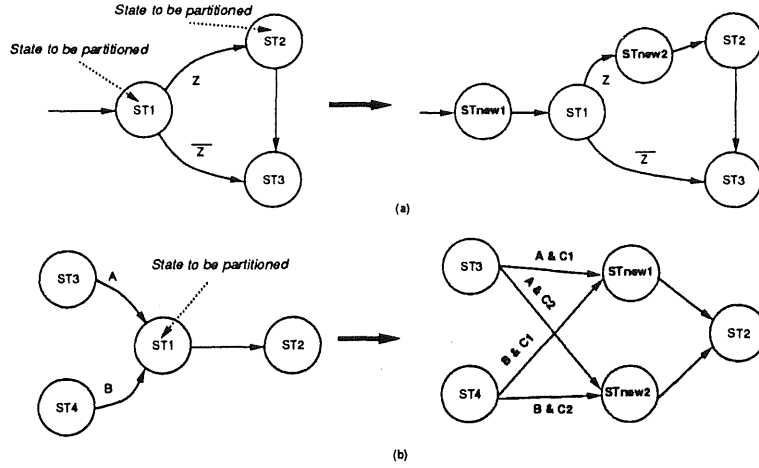 State to be partitioned
ST2
State to be partitioned
Z
ST1
Z
ST3
STnew2
ST2
Z
STnew1
ST1
Z
ST3
(a)
ST3
A
State to be partitioned
ST1
ST2
B
ST4
ST3
A & C1
STnew1
A & C2
ST2
B & C1
ST4
B & C2
STnew2
(b)